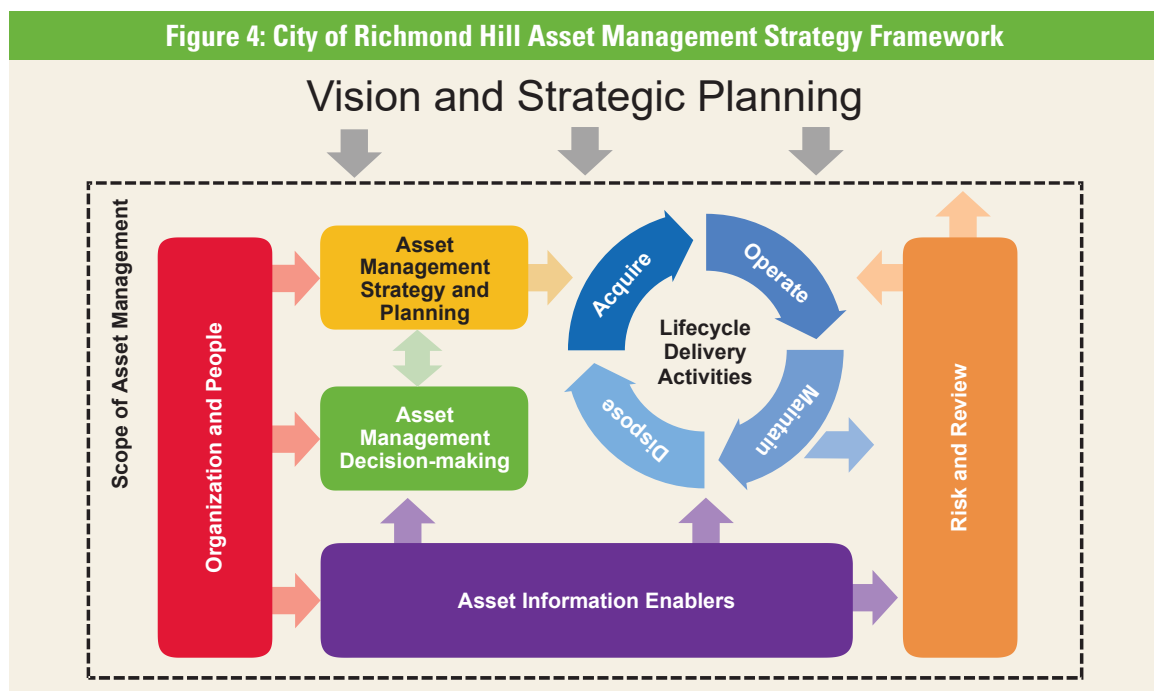 Figure 4: City of Richmond Hill Asset Management Strategy Framework
Vision and Strategic Planning
Scope of Asset Management
Organization and People
Asset
Management
Strategy and
Planning
Asset
Management
Decision-making
Acquire
Operate
Maintain
Dispose
Lifecycle
Delivery
Activities
Asset Information Enablers
Risk and Review